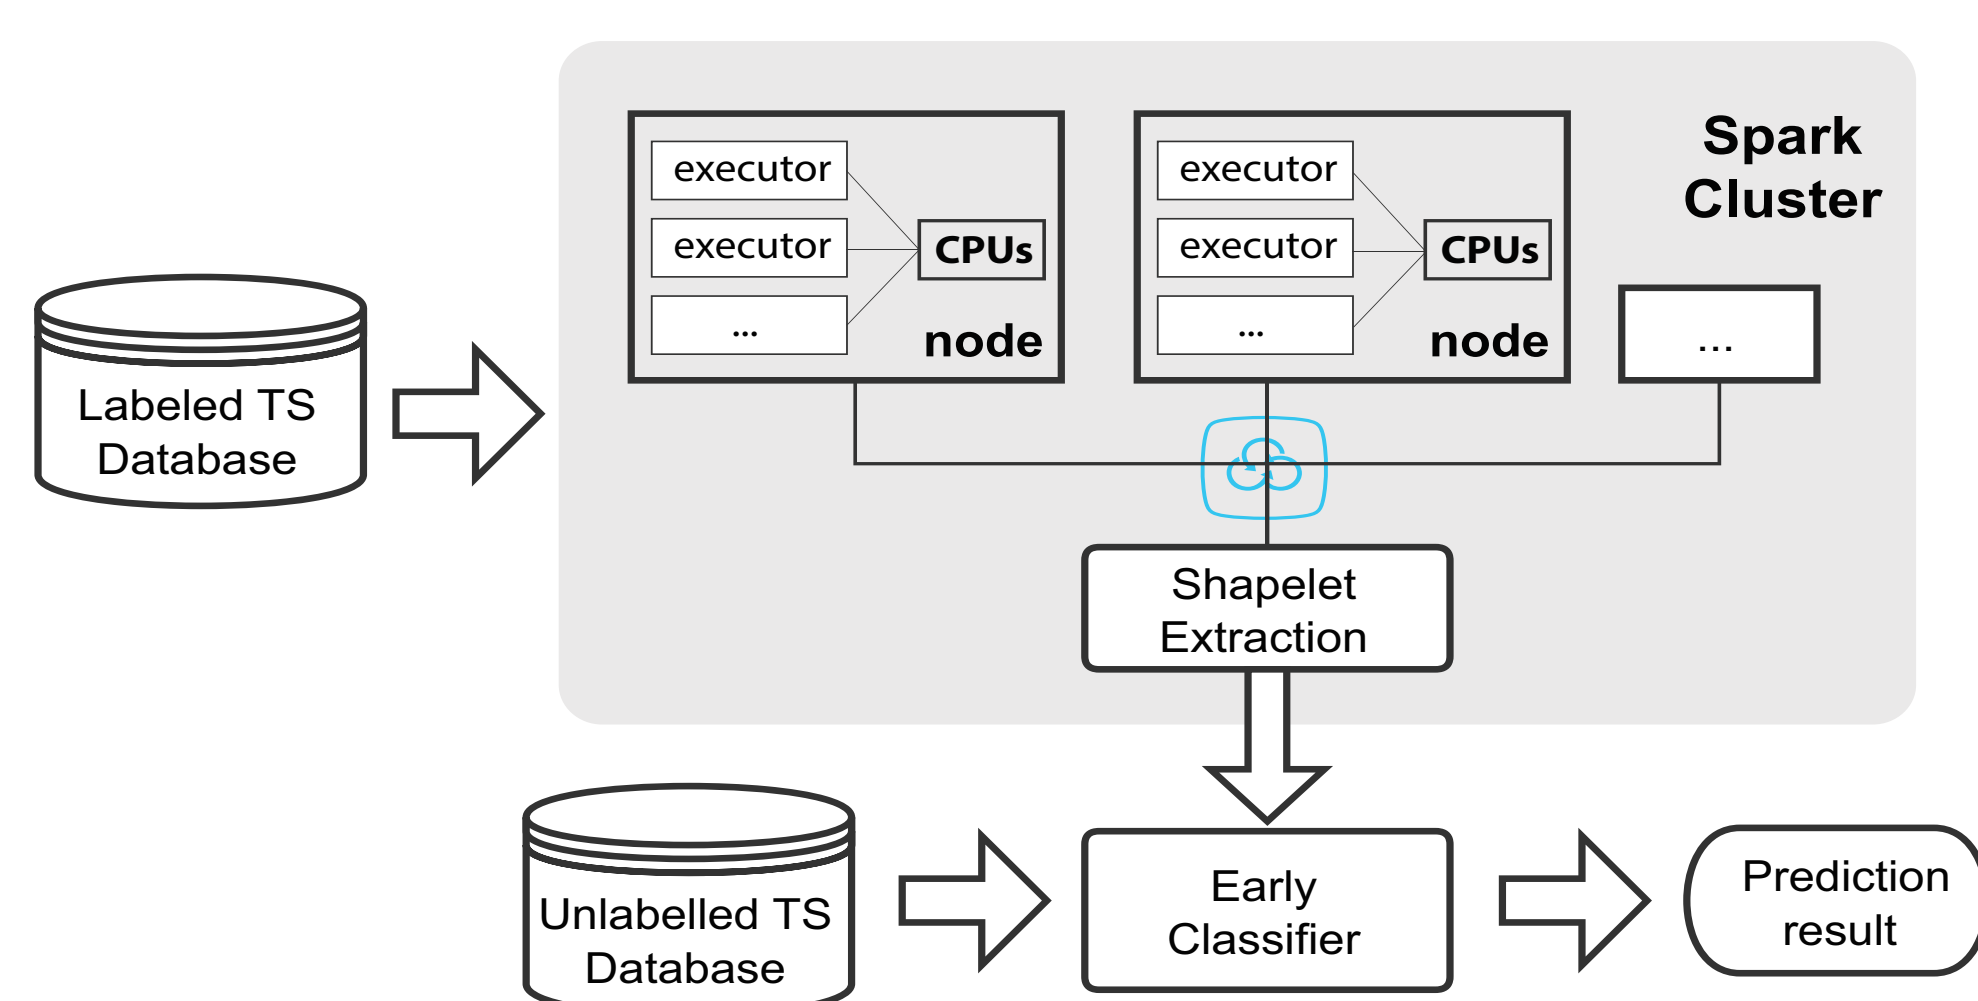 Spark
Cluster
executor
executor
...
CPUs
node
executor
executor
...
CPUs
node
...
Labeled TS
Database
Shapelet
Extraction
Unlabelled TS
Database
Early
Classifier
Prediction
result